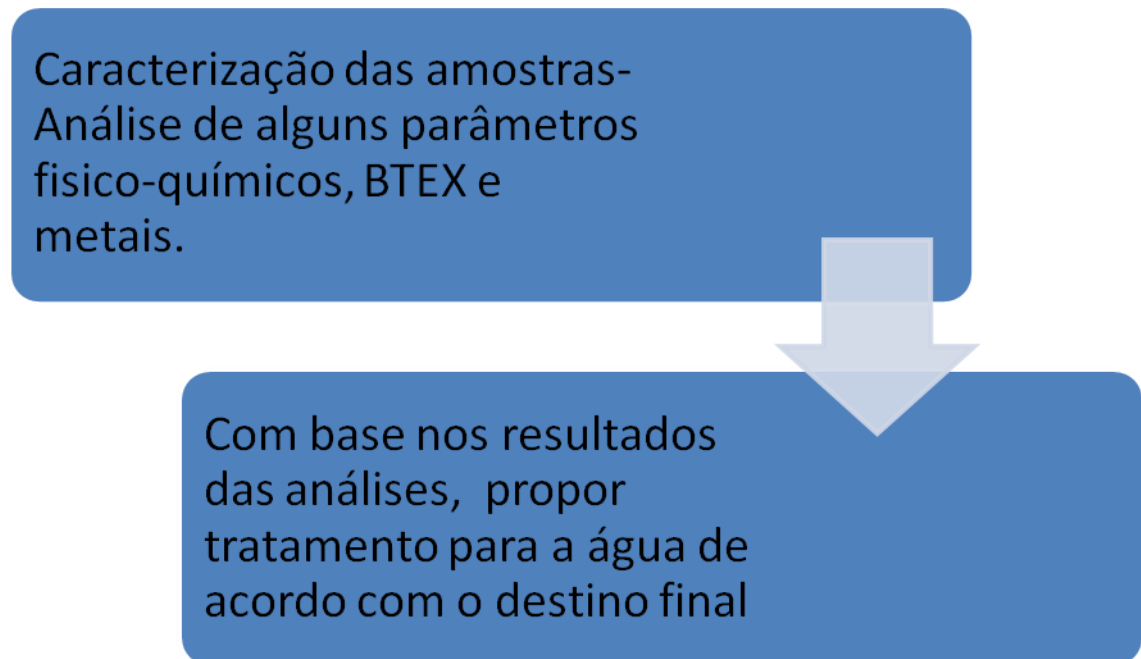 Caracterização das amostras-
Análise de alguns parâmetros
fisico-químicos, BTEX e
metais.
Com base nos resultados
das análises,  propor
tratamento para a água de
acordo com o destino final